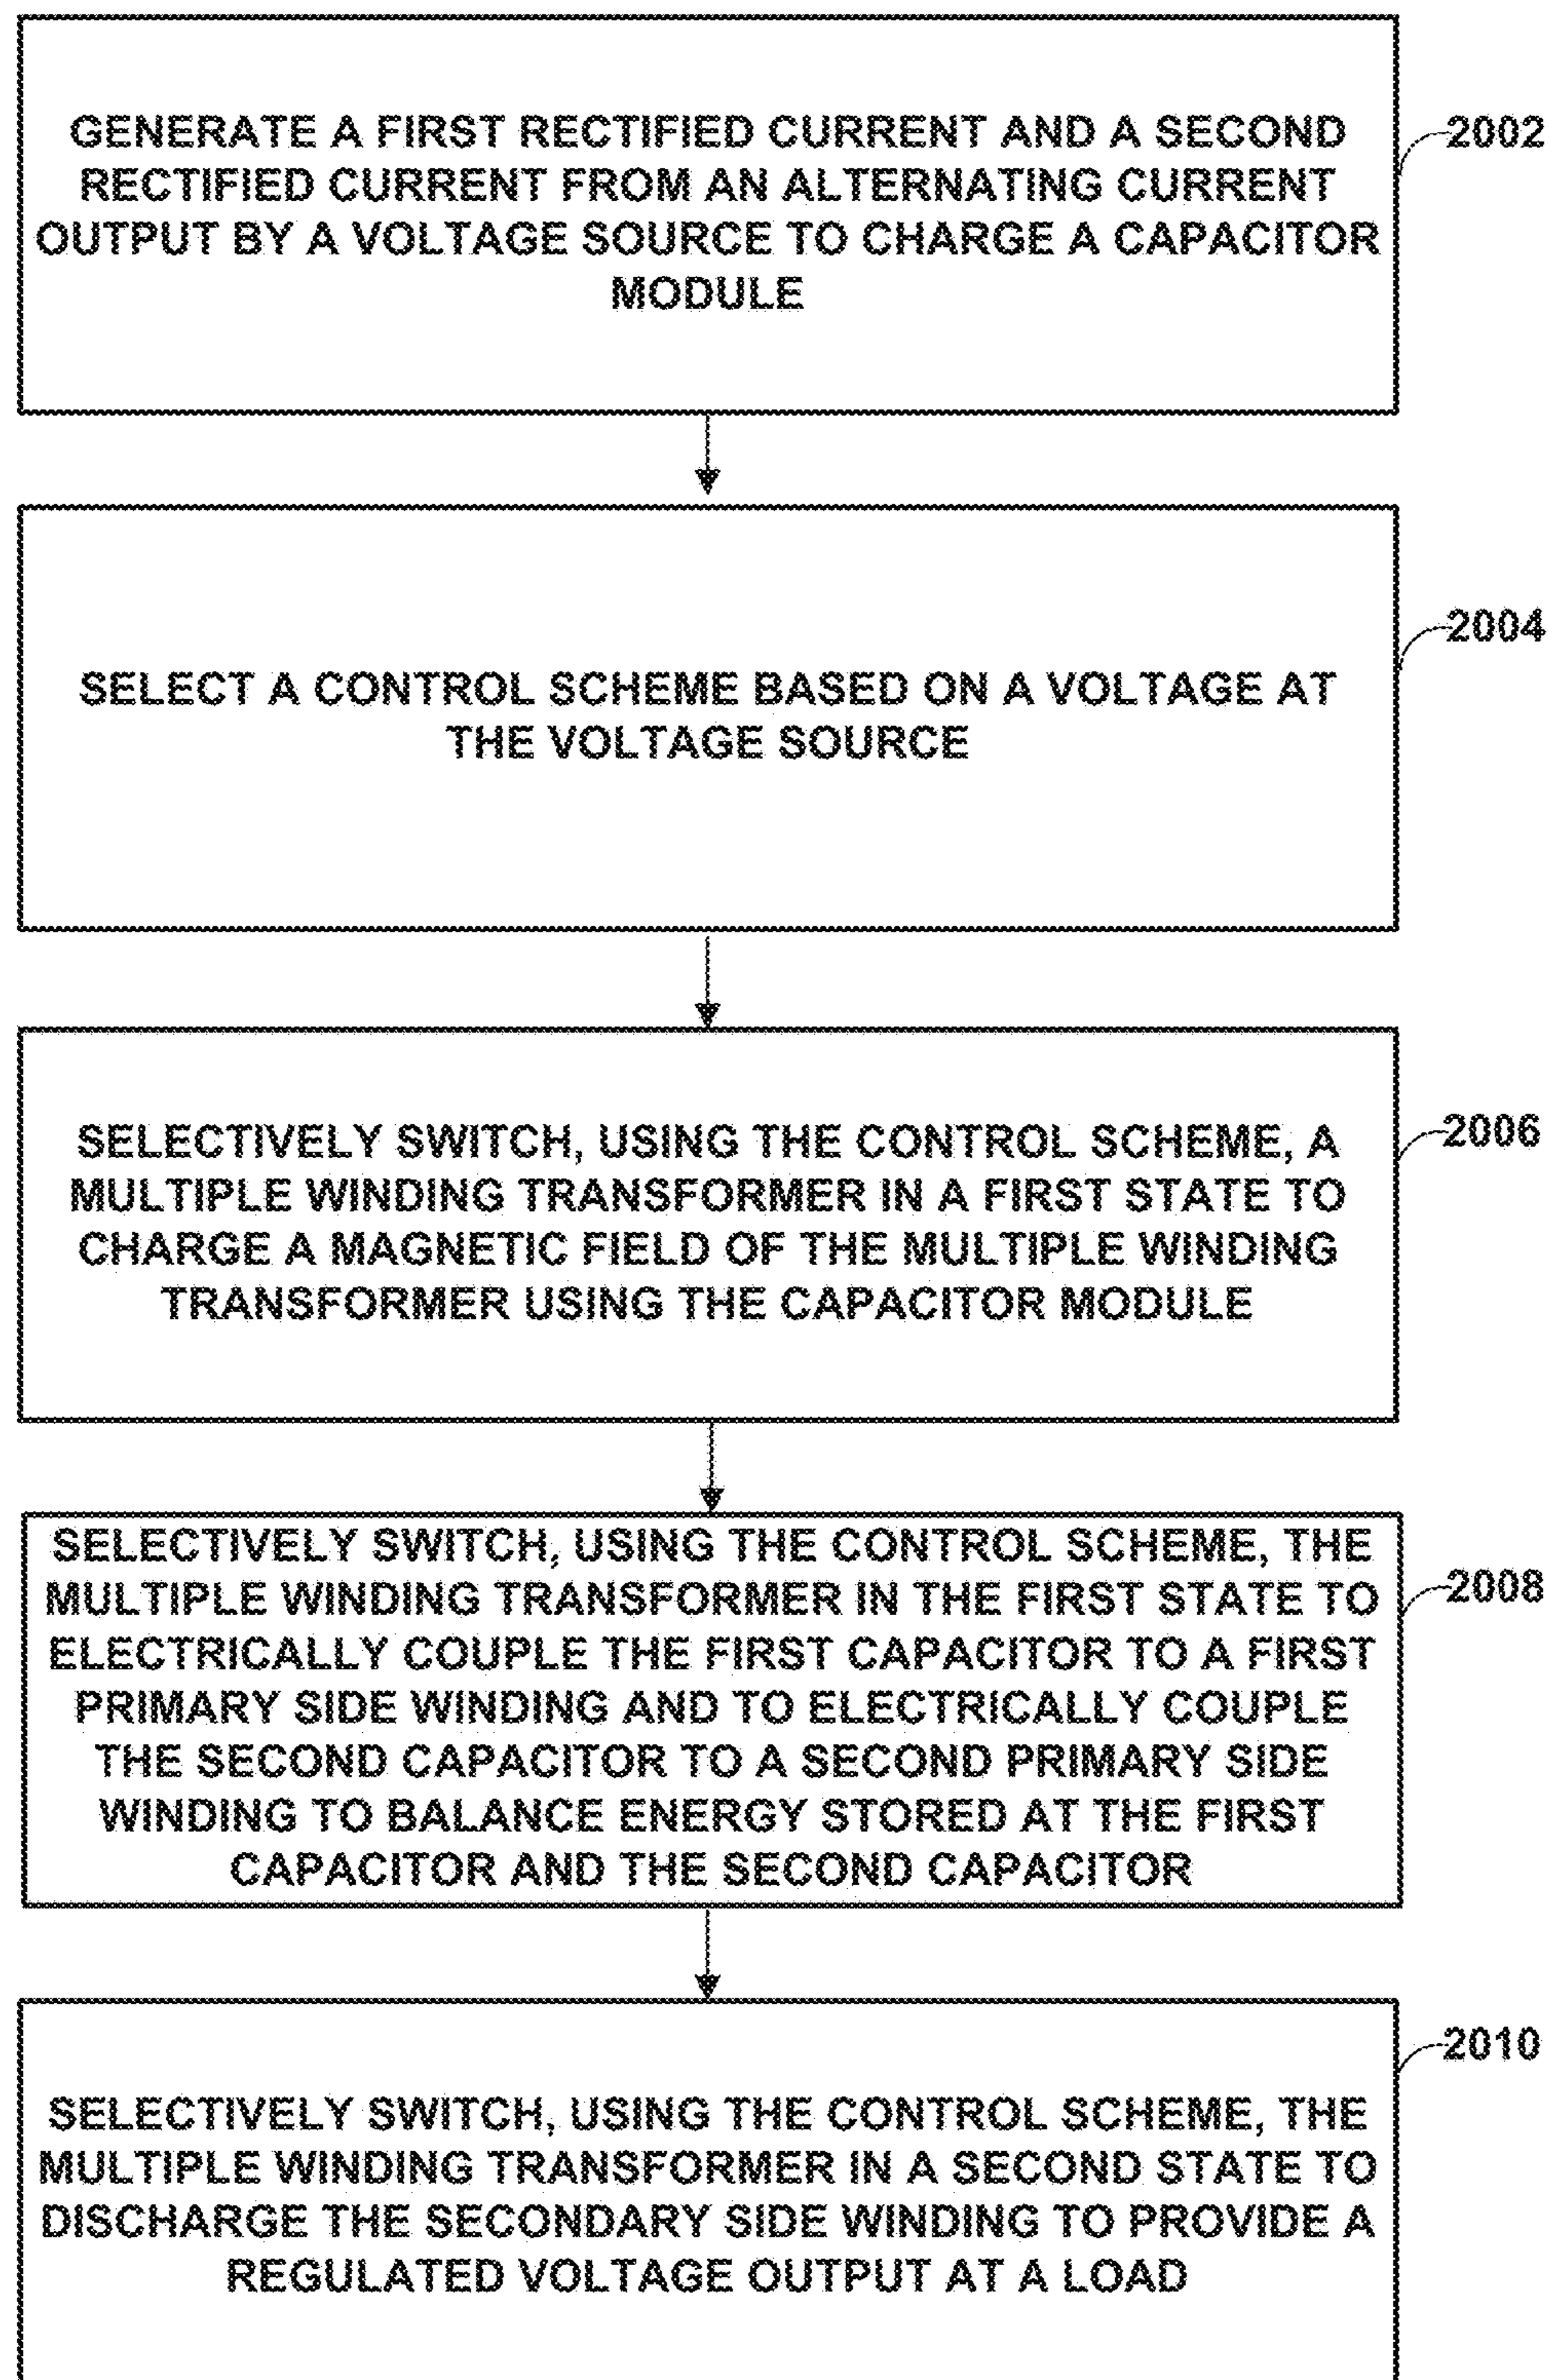 GENERATE A FIRST RECTIFIED CURRENT AND A SECOND
RECTIFIED CURRENT FROM AN ALTERNATING CURRENT
OUTPUT BY A VOLTAGE SOURCE TO CHARGE A CAPACITOR
MODULE
2002
SELECT A CONTROL SCHEME BASED ON A VOLTAGE AT
THE VOLTAGE SOURCE
2004
SELECTIVELY SWITCH, USING THE CONTROL SCHEME, A
MULTIPLE WINDING TRANSFORMER IN A FIRST STATE TO
CHARGE A MAGNETIC FIELD OF THE MULTIPLE WINDING
TRANSFORMER USING THE CAPACITOR MODULE
2006
SELECTIVELY SWITCH, USING THE CONTROL SCHEME, THE
MULTIPLE WINDING TRANSFORMER IN THE FIRST STATE TO
ELECTRICALLY COUPLE THE FIRST CAPACITOR TO A FIRST
PRIMARY SIDE WINDING AND TO ELECTRICALLY COUPLE
THE SECOND CAPACITOR TO A SECOND PRIMARY SIDE
WINDING TO BALANCE ENERGY STORED AT THE FIRST
CAPACITOR AND THE SECOND CAPACITOR
2008
SELECTIVELY SWITCH, USING THE CONTROL SCHEME, THE
MULTIPLE WINDING TRANSFORMER IN A SECOND STATE TO
DISCHARGE THE SECONDARY SIDE WINDING TO PROVIDE A
REGULATED VOLTAGE OUTPUT AT A LOAD
2010